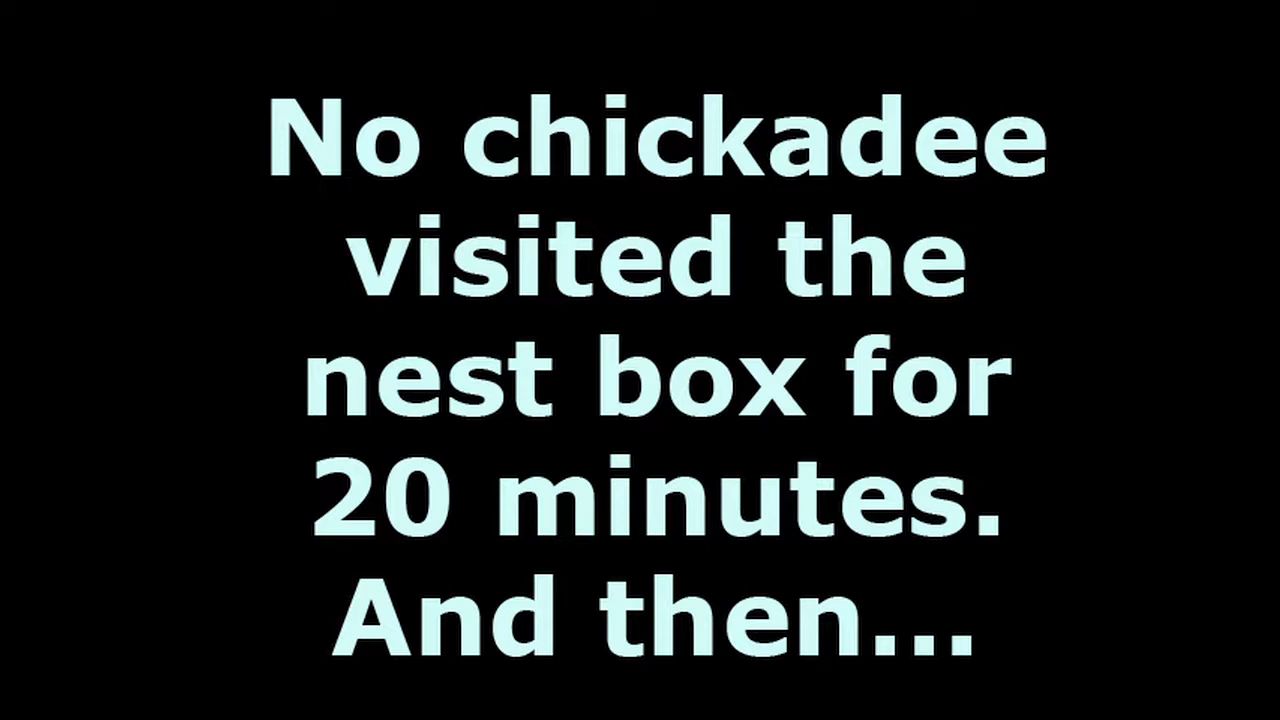 No chickadee
visited the
nest box for
20 minutes.
And then...